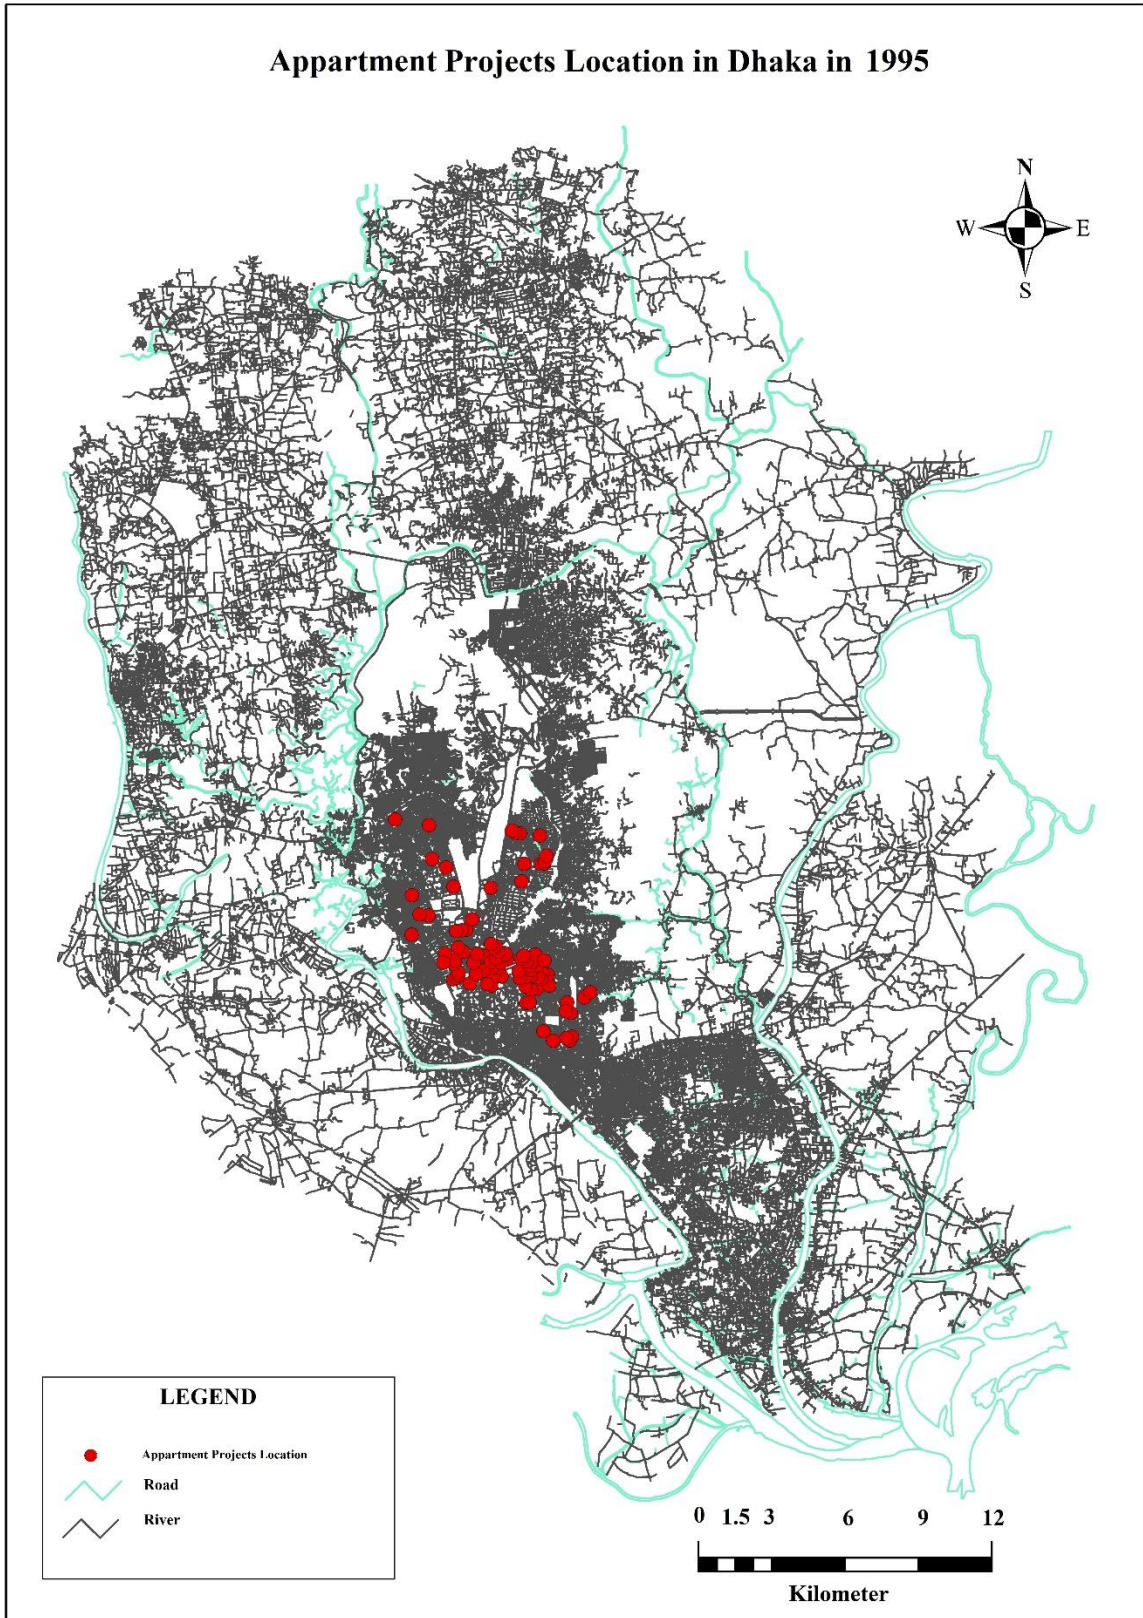 Appartment Projects Location in Dhaka in 1995
N
W E
S
LEGEND
Appartment Projects Location
Road
River
0 1.5 3 6 9 12
Kilometer